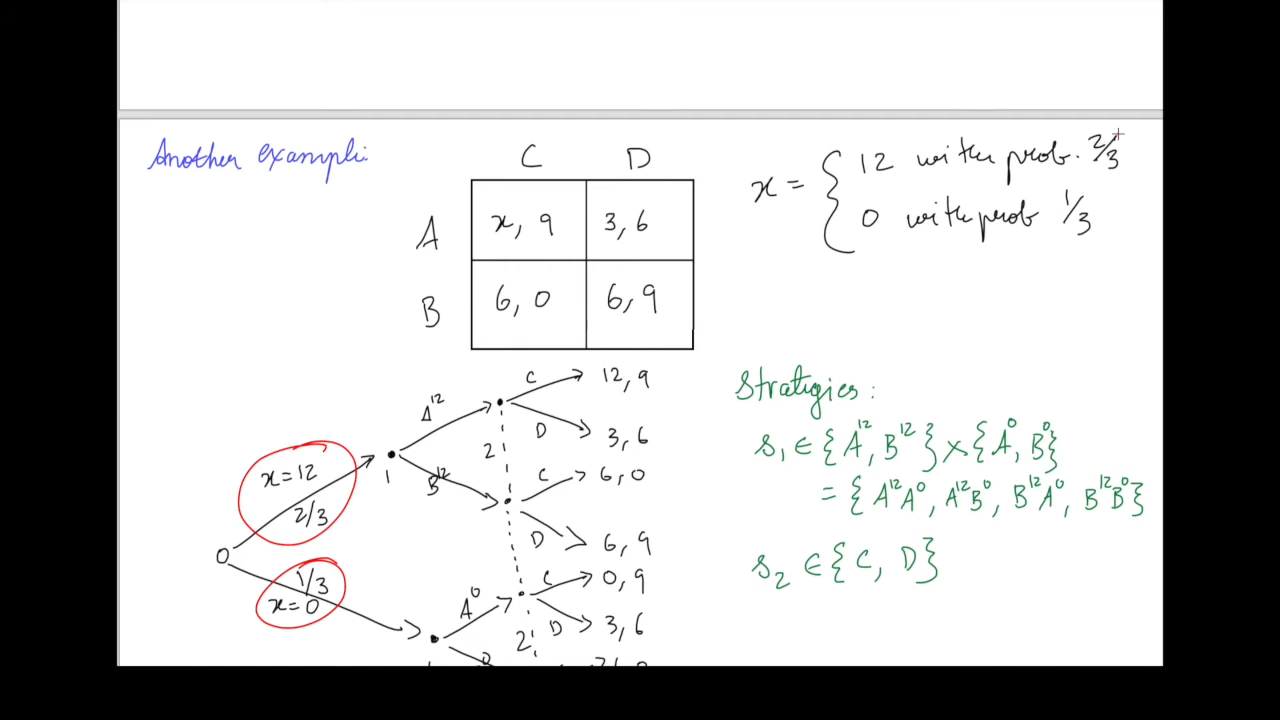 Another example:
C D
A x, 9 3, 6
B 6, 0 6, 9
x = { 12 with prob. 2/3
0 with prob 1/3
Strategies:
s₁ ∈ {A¹², B¹²} × {A⁰, B⁰}
= {A¹²A⁰, A¹²B⁰, B¹²A⁰, B¹²B⁰}
s₂ ∈ {C, D}
C 12, 9
A¹²
D 3, 6
2
x=12
1
C 6, 0
B¹²
2/3
D 6, 9
0
1/3
x=0
C 0, 9
A⁰
D 3, 6
2